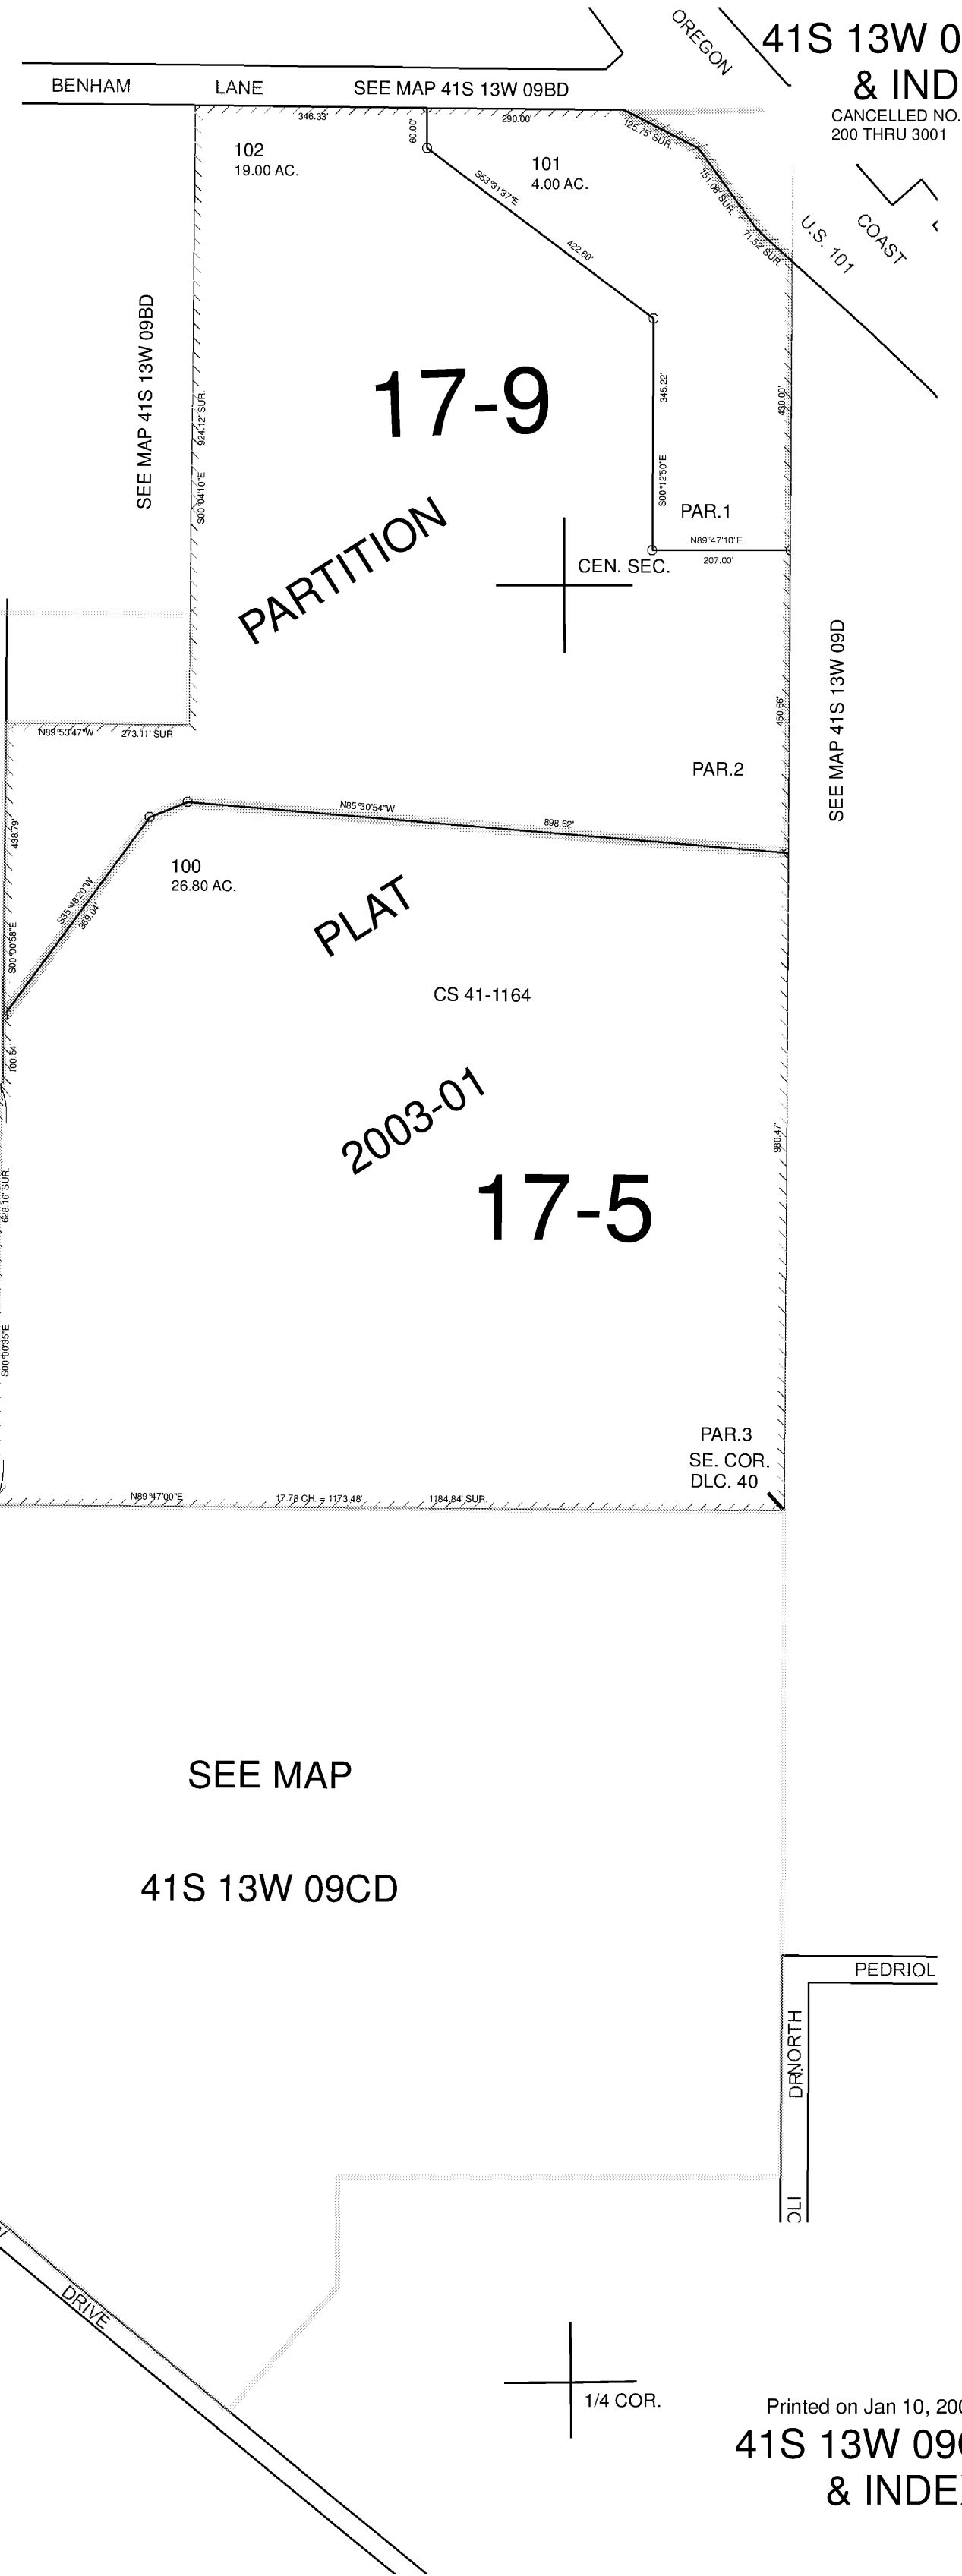 OREGON
41S 13W 0
& IND
CANCELLED NO.
200 THRU 3001
BENHAM LANE SEE MAP 41S 13W 09BD
346.33'
60.00'
290.00'
125.75' SUR.
151.06' SUR.
71.52' SUR.
102
19.00 AC.
101
4.00 AC.
S53°31'37"E
422.60'
U.S. 101
COAST
SEE MAP 41S 13W 09BD
924.12' SUR.
S00°04'10"E
17-9
345.22'
S00°12'50"E
430.00'
PAR.1
N89°47'10"E
207.00'
PARTITION
CEN. SEC.
SEE MAP 41S 13W 09D
450.66'
N89°53'47"W 273.11' SUR
PAR.2
438.79'
S00°00'58"E
N85°30'54"W
898.62'
100
26.80 AC.
S35°48'20"W
369.04'
PLAT
CS 41-1164
100.54'
2003-01
980.47'
17-5
628.16' SUR.
S00°00'35"E
PAR.3
SE. COR.
DLC. 40
N89°47'00"E 17.78 CH. = 1173.48' 1184.84' SUR.
SEE MAP
41S 13W 09CD
PEDRIOL
NORTH
DR.
OLI
DRIVE
1/4 COR.
Printed on Jan 10, 200
41S 13W 09
& INDE